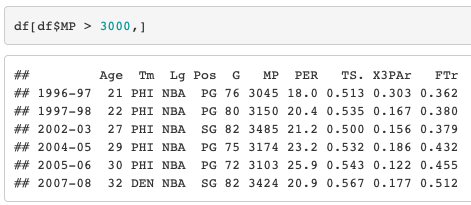 df[df$MP > 3000,]
##         Age  Tm  Lg Pos  G   MP  PER   TS. X3PAr   FTr
## 1996-97  21 PHI NBA  PG 76 3045 18.0 0.513 0.303 0.362
## 1997-98  22 PHI NBA  PG 80 3150 20.4 0.535 0.167 0.380
## 2002-03  27 PHI NBA  SG 82 3485 21.2 0.500 0.156 0.379
## 2004-05  29 PHI NBA  PG 75 3174 23.2 0.532 0.186 0.432
## 2005-06  30 PHI NBA  PG 72 3103 25.9 0.543 0.122 0.455
## 2007-08  32 DEN NBA  SG 82 3424 20.9 0.567 0.177 0.512